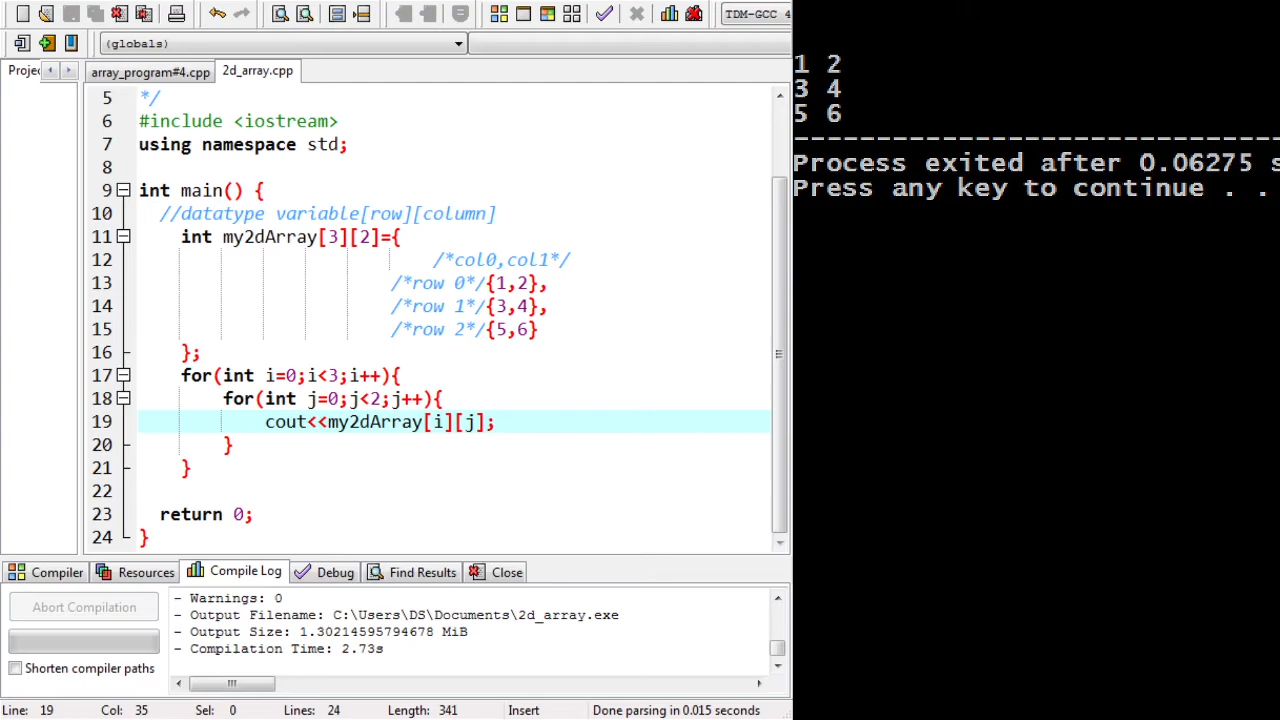 TDM-GCC 4
(globals)
Projec
array_program#4.cpp
2d_array.cpp
5 */
6 #include <iostream>
7 using namespace std;
8
9 int main() {
10 //datatype variable[row][column]
11 int my2dArray[3][2]={
12 /*col0,col1*/
13 /*row 0*/{1,2},
14 /*row 1*/{3,4},
15 /*row 2*/{5,6}
16 };
17 for(int i=0;i<3;i++){
18 for(int j=0;j<2;j++){
19 cout<<my2dArray[i][j];
20 }
21 }
22
23 return 0;
24 }
Compiler Resources Compile Log Debug Find Results Close
Abort Compilation
Shorten compiler paths
- Warnings: 0
- Output Filename: C:\Users\DS\Documents\2d_array.exe
- Output Size: 1.30214595794678 MiB
- Compilation Time: 2.73s
Line: 19 Col: 35 Sel: 0 Lines: 24 Length: 341 Insert Done parsing in 0.015 seconds
1 2
3 4
5 6
--------------------------------
Process exited after 0.06275 s
Press any key to continue . .